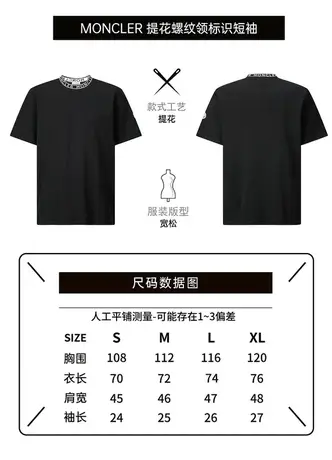 MONCLER 提花螺纹领标识短袖
款式工艺
提花
服装版型
宽松
尺码数据图
人工平铺测量-可能存在1~3偏差
SIZE S M L XL
胸围 108 112 116 120
衣长 70 72 74 76
肩宽 45 46 47 48
袖长 24 25 26 27